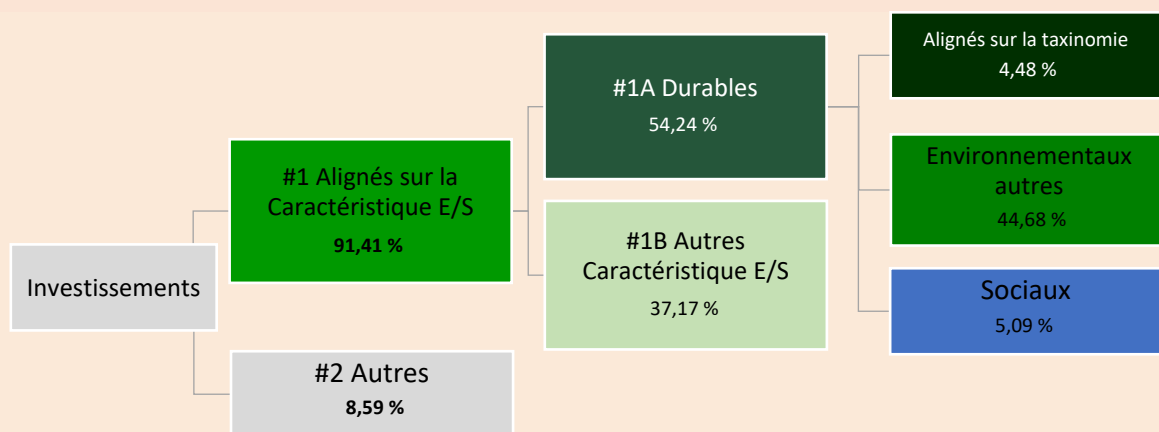 Investissements
#1 Alignés sur la
Caractéristique E/S
91,41 %
#2 Autres
8,59 %
#1A Durables
54,24 %
#1B Autres
Caractéristique E/S
37,17 %
Alignés sur la taxinomie
4,48 %
Environnementaux
autres
44,68 %
Sociaux
5,09 %